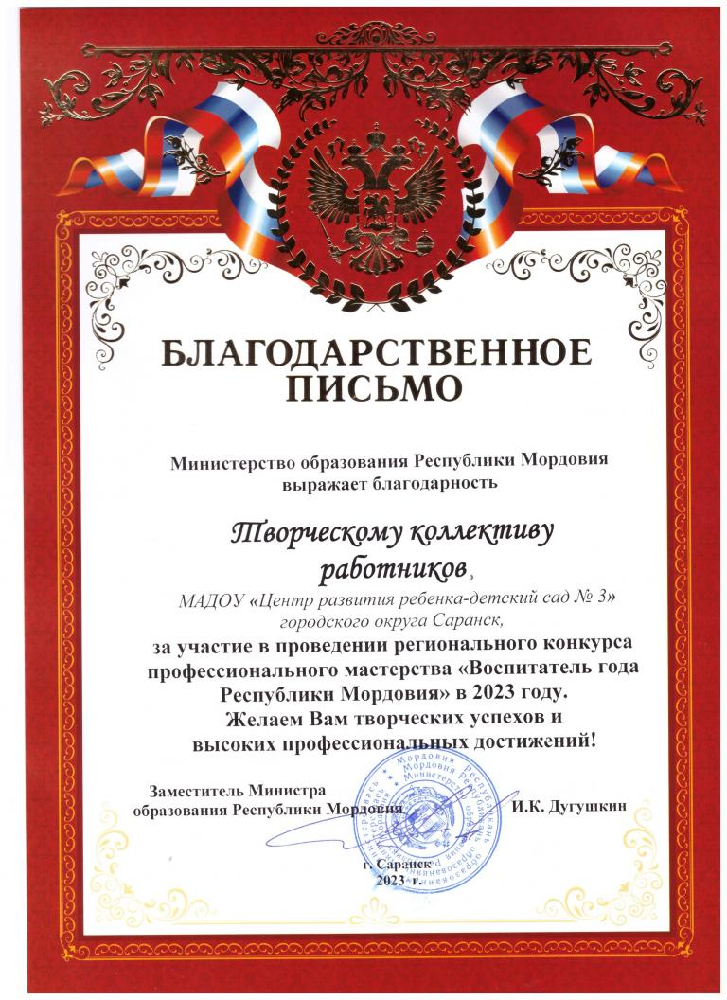 БЛАГОДАРСТВЕННОЕ
ПИСЬМО
Министерство образования Республики Мордовия
выражает благодарность
Творческому коллективу
работников,
МАДОУ «Центр развития ребенка-детский сад № 3»
городского округа Саранск,
за участие в проведении регионального конкурса
профессионального мастерства «Воспитатель года
Республики Мордовия» в 2023 году.
Желаем Вам творческих успехов и
высоких профессиональных достижений!
Заместитель Министра
образования Республики Мордовия
И.К. Дугушкин
г. Саранск
2023 г.